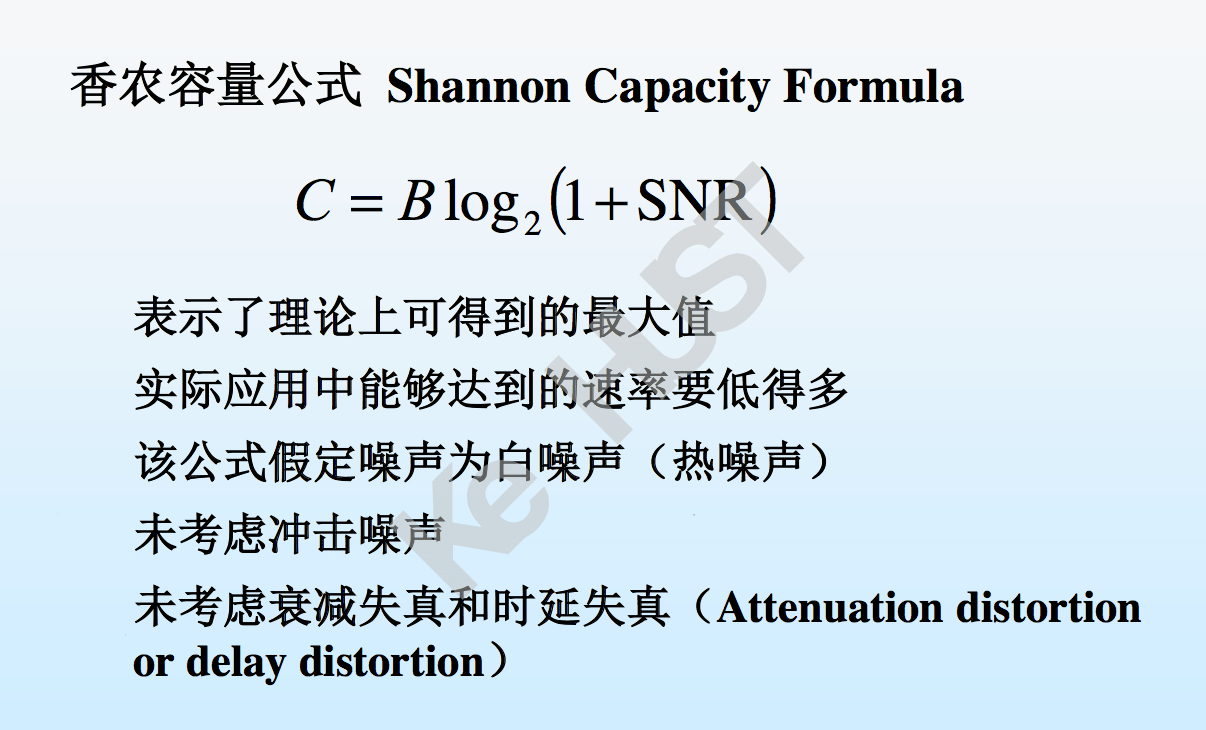 香农容量公式 Shannon Capacity Formula
C = B log₂(1+SNR)
表示了理论上可得到的最大值
实际应用中能够达到的速率要低得多
该公式假定噪声为白噪声（热噪声）
未考虑冲击噪声
未考虑衰减失真和时延失真（Attenuation distortion
or delay distortion）
Ke HUST